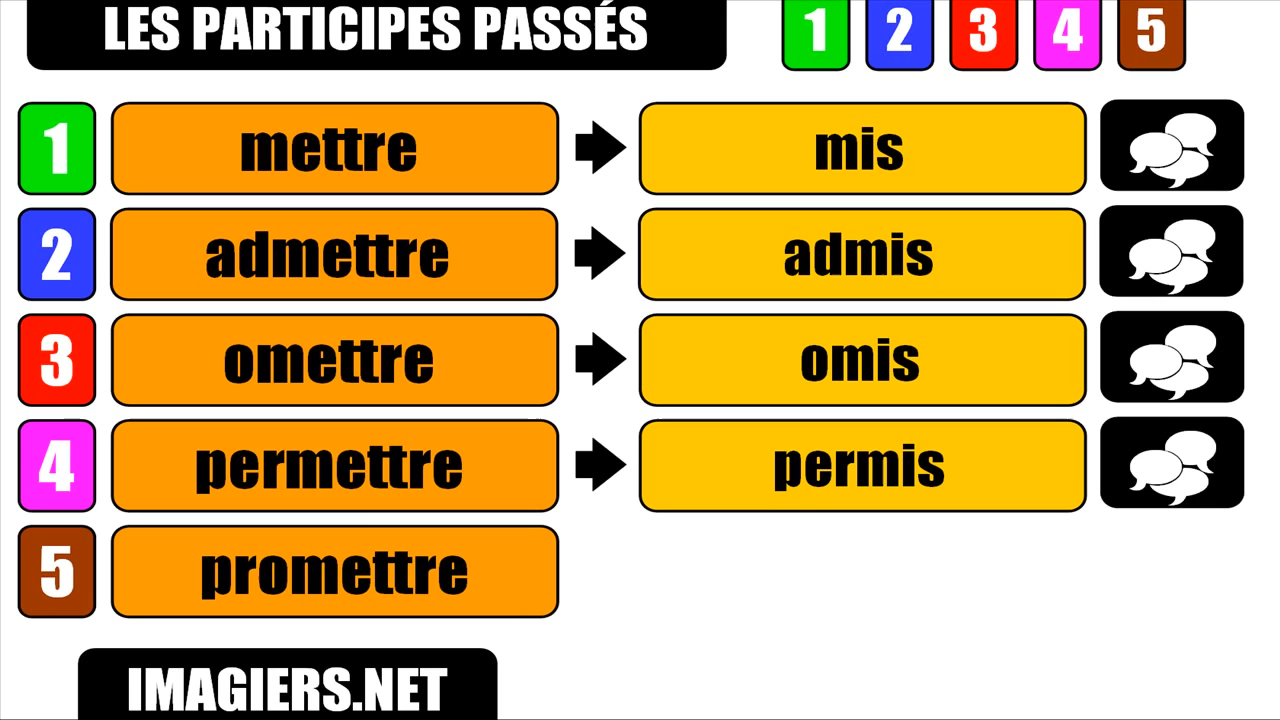 LES PARTICIPES PASSÉS
1 2 3 4 5
1 mettre mis
2 admettre admis
3 omettre omis
4 permettre permis
5 promettre
IMAGIERS.NET